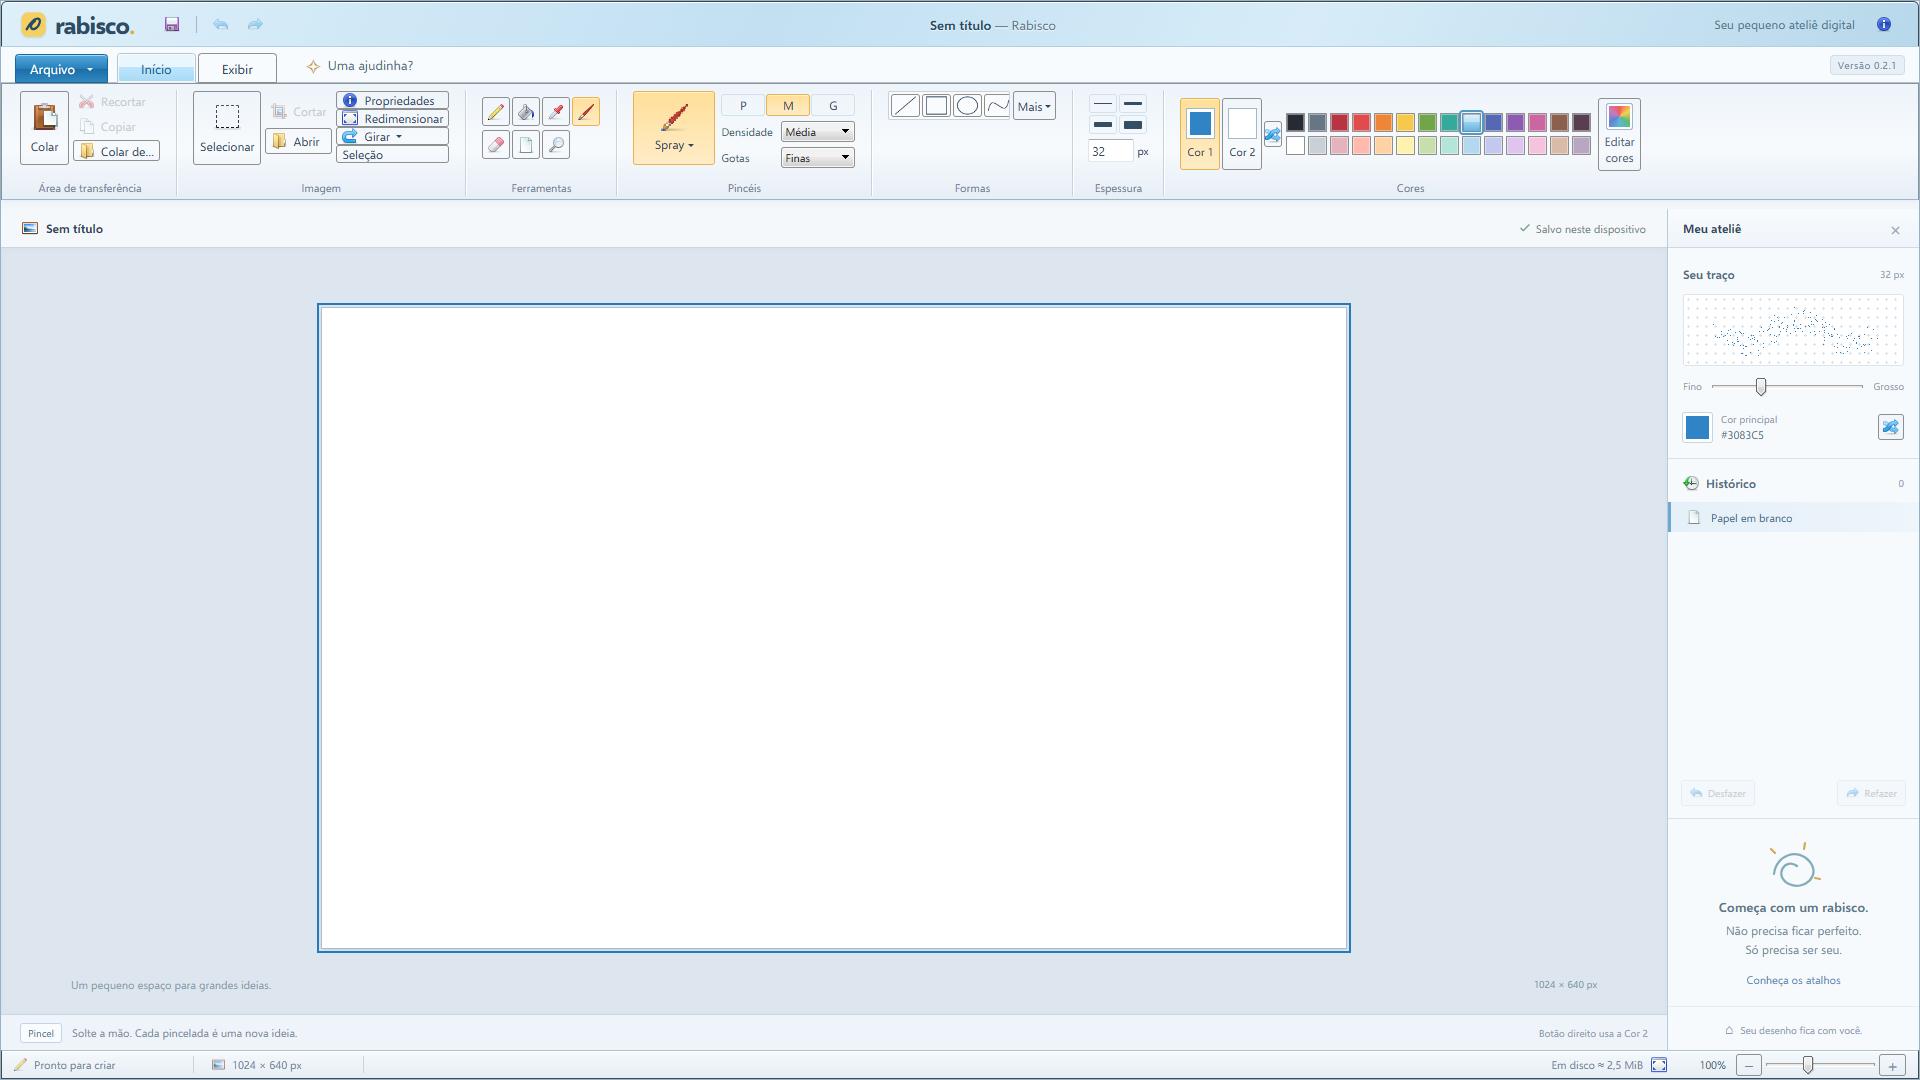 rabisco.
Sem título — Rabisco
Seu pequeno ateliê digital
Arquivo
Início
Exibir
Uma ajudinha?
Versão 0.2.1
Colar
Recortar
Copiar
Colar de...
Área de transferência
Selecionar
Cortar
Abrir
Propriedades
Redimensionar
Girar
Seleção
Imagem
Ferramentas
Spray
P
M
G
Densidade
Média
Gotas
Finas
Pincéis
Mais
Formas
32
px
Espessura
Cor 1
Cor 2
Editar
cores
Cores
Sem título
Salvo neste dispositivo
Meu ateliê
Seu traço
32 px
Fino
Grosso
Cor principal
#3083C5
Histórico
0
Papel em branco
Desfazer
Refazer
Começa com um rabisco.
Não precisa ficar perfeito.
Só precisa ser seu.
Conheça os atalhos
Seu desenho fica com você.
Um pequeno espaço para grandes ideias.
1024 × 640 px
Pincel
Solte a mão. Cada pincelada é uma nova ideia.
Botão direito usa a Cor 2
Pronto para criar
1024 × 640 px
Em disco ≈ 2,5 MiB
100%